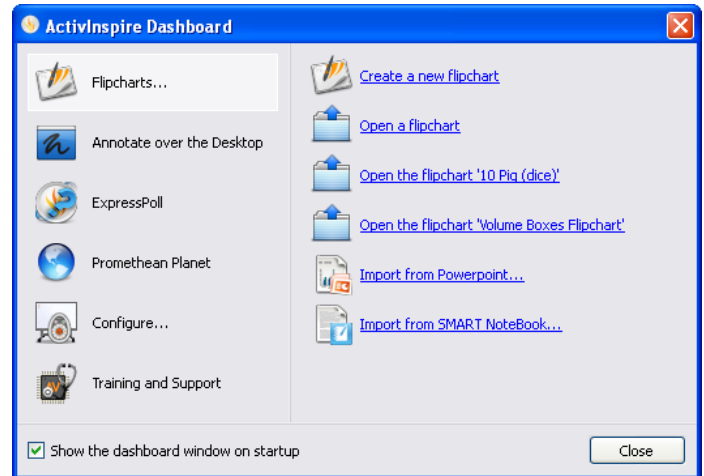 ActivInspire Dashboard
Flipcharts...
Annotate over the Desktop
ExpressPoll
Promethean Planet
Configure...
Training and Support
Create a new flipchart
Open a flipchart
Open the flipchart '10 Pig (dice)'
Open the flipchart 'Volume Boxes Flipchart'
Import from Powerpoint...
Import from SMART NoteBook...
Show the dashboard window on startup
Close